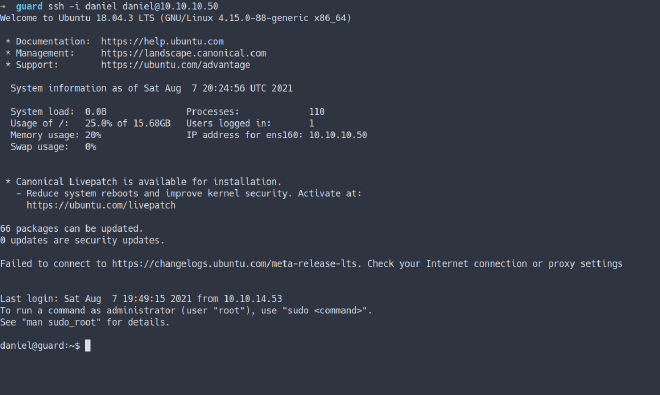 → guard ssh -i daniel daniel@10.10.10.50
Welcome to Ubuntu 18.04.3 LTS (GNU/Linux 4.15.0-88-generic x86_64)
* Documentation: https://help.ubuntu.com
* Management: https://landscape.canonical.com
* Support: https://ubuntu.com/advantage
System information as of Sat Aug 7 20:24:56 UTC 2021
System load: 0.08 Processes: 110
Usage of /: 25.0% of 15.68GB Users logged in: 1
Memory usage: 20% IP address for ens160: 10.10.10.50
Swap usage: 0%
* Canonical Livepatch is available for installation.
- Reduce system reboots and improve kernel security. Activate at:
https://ubuntu.com/livepatch
66 packages can be updated.
0 updates are security updates.
Failed to connect to https://changelogs.ubuntu.com/meta-release-lts. Check your Internet connection or proxy settings
Last login: Sat Aug 7 19:49:15 2021 from 10.10.14.53
To run a command as administrator (user "root"), use "sudo <command>".
See "man sudo_root" for details.
daniel@guard:~$